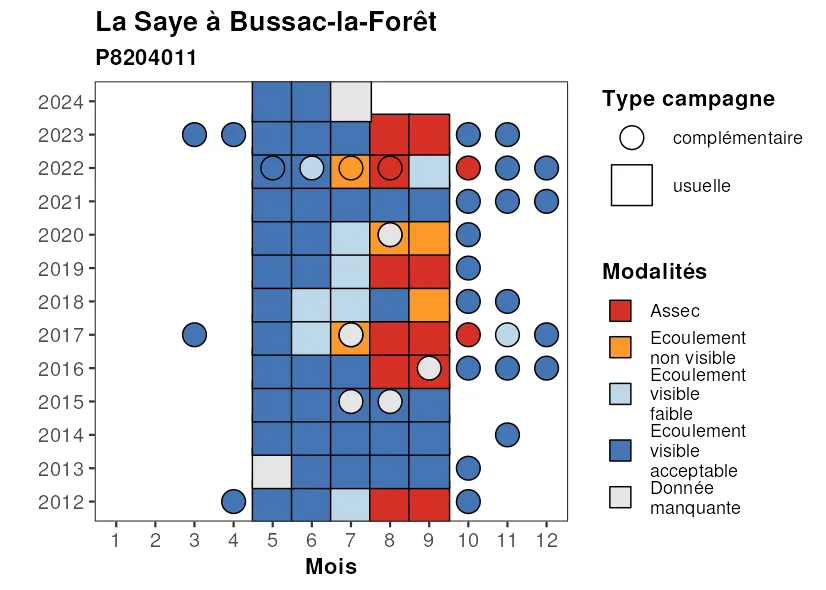 La Saye à Bussac-la-Forêt
P8204011
2024
2023
2022
2021
2020
2019
2018
2017
2016
2015
2014
2013
2012
1 2 3 4 5 6 7 8 9 10 11 12
Mois
Type campagne
complémentaire
usuelle
Modalités
Assec
Ecoulement
non visible
Ecoulement
visible
faible
Ecoulement
visible
acceptable
Donnée
manquante